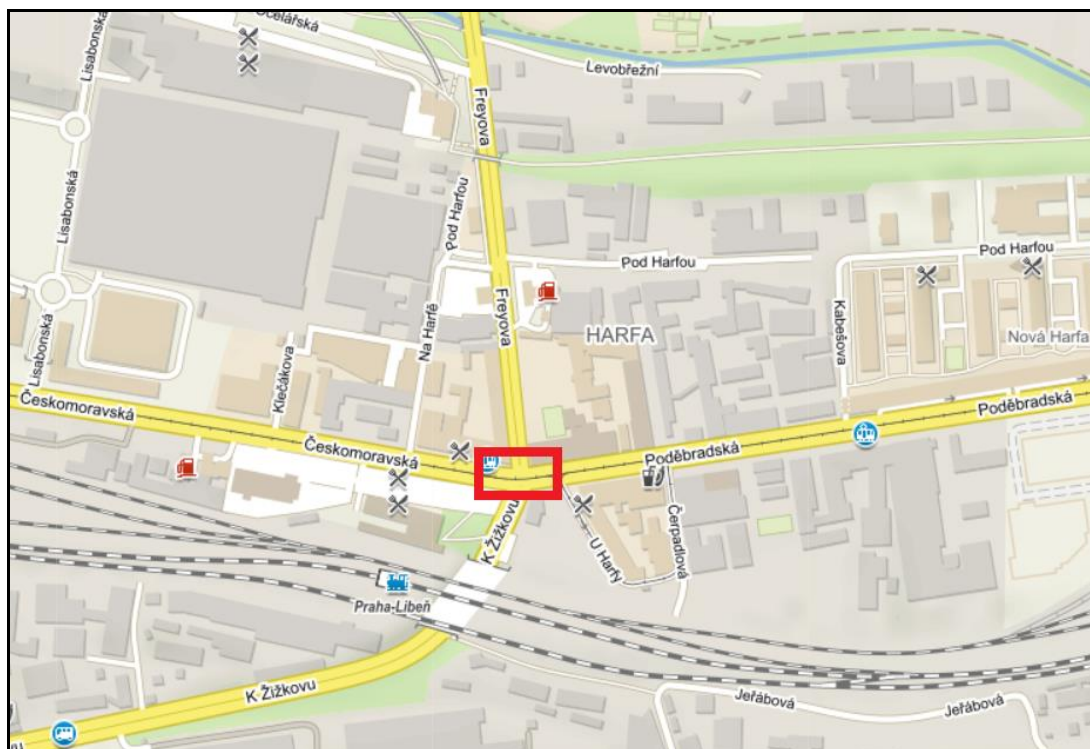 Ocelářská
Lisabonská
Levobřežní
Freyova
Lisabonská
Pod Harfou
Pod Harfou
Pod Harfou
Freyova
HARFA
Kabešova
Nová Harfa
Lisabonská
Na Harfě
Klečákova
Českomoravská
Českomoravská
Poděbradská
Poděbradská
K Žižkovu
U Harfy
Čerpadlová
Praha-Libeň
K Žižkovu
Jeřábová
Jeřábová